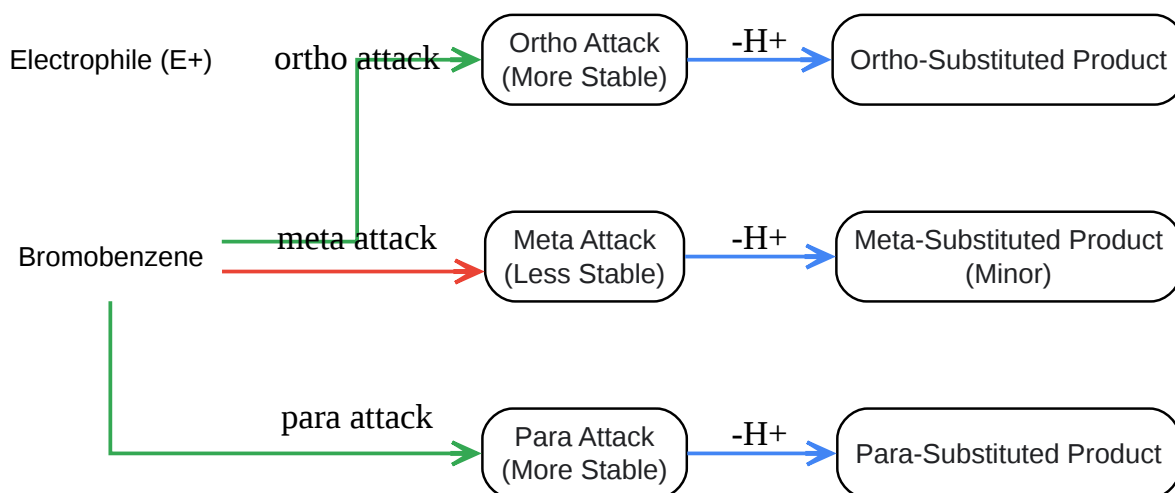 Electrophile (E+)
ortho attack
Ortho Attack
(More Stable)
-H+
Ortho-Substituted Product
Bromobenzene
meta attack
Meta Attack
(Less Stable)
-H+
Meta-Substituted Product
(Minor)
para attack
Para Attack
(More Stable)
-H+
Para-Substituted Product